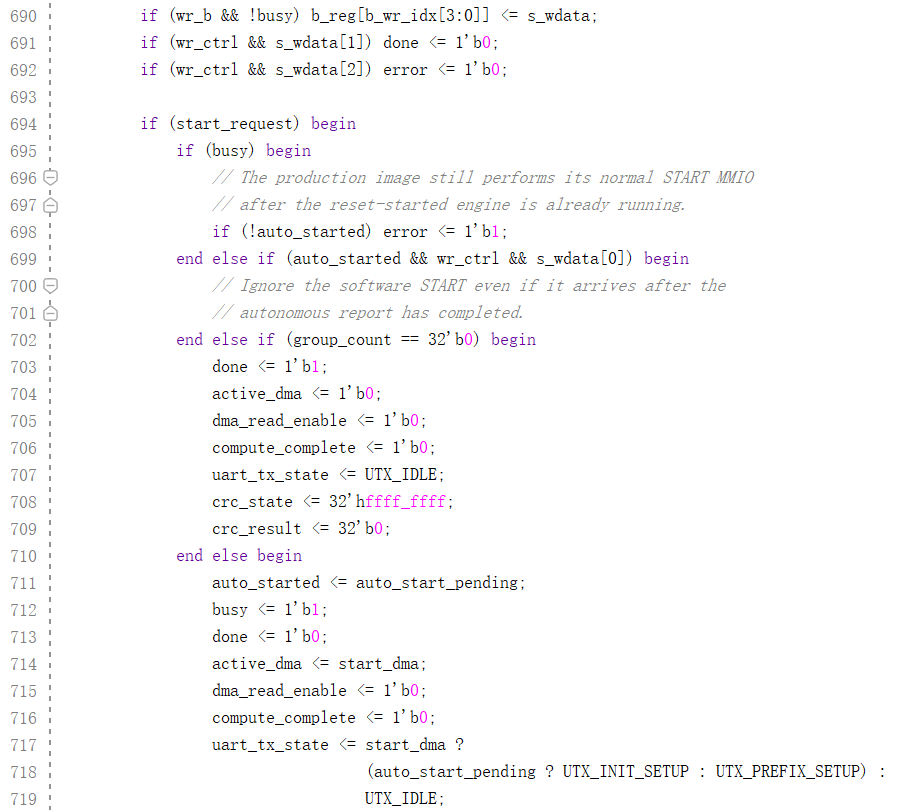 690 if (wr_b && !busy) b_reg[b_wr_idx[3:0]] <= s_wdata;
691 if (wr_ctrl && s_wdata[1]) done <= 1'b0;
692 if (wr_ctrl && s_wdata[2]) error <= 1'b0;
693
694 if (start_request) begin
695 if (busy) begin
696 // The production image still performs its normal START MMIO
697 // after the reset-started engine is already running.
698 if (!auto_started) error <= 1'b1;
699 end else if (auto_started && wr_ctrl && s_wdata[0]) begin
700 // Ignore the software START even if it arrives after the
701 // autonomous report has completed.
702 end else if (group_count == 32'b0) begin
703 done <= 1'b1;
704 active_dma <= 1'b0;
705 dma_read_enable <= 1'b0;
706 compute_complete <= 1'b0;
707 uart_tx_state <= UTX_IDLE;
708 crc_state <= 32'hffff_ffff;
709 crc_result <= 32'b0;
710 end else begin
711 auto_started <= auto_start_pending;
712 busy <= 1'b1;
713 done <= 1'b0;
714 active_dma <= start_dma;
715 dma_read_enable <= 1'b0;
716 compute_complete <= 1'b0;
717 uart_tx_state <= start_dma ?
718 (auto_start_pending ? UTX_INIT_SETUP : UTX_PREFIX_SETUP) :
719 UTX_IDLE;